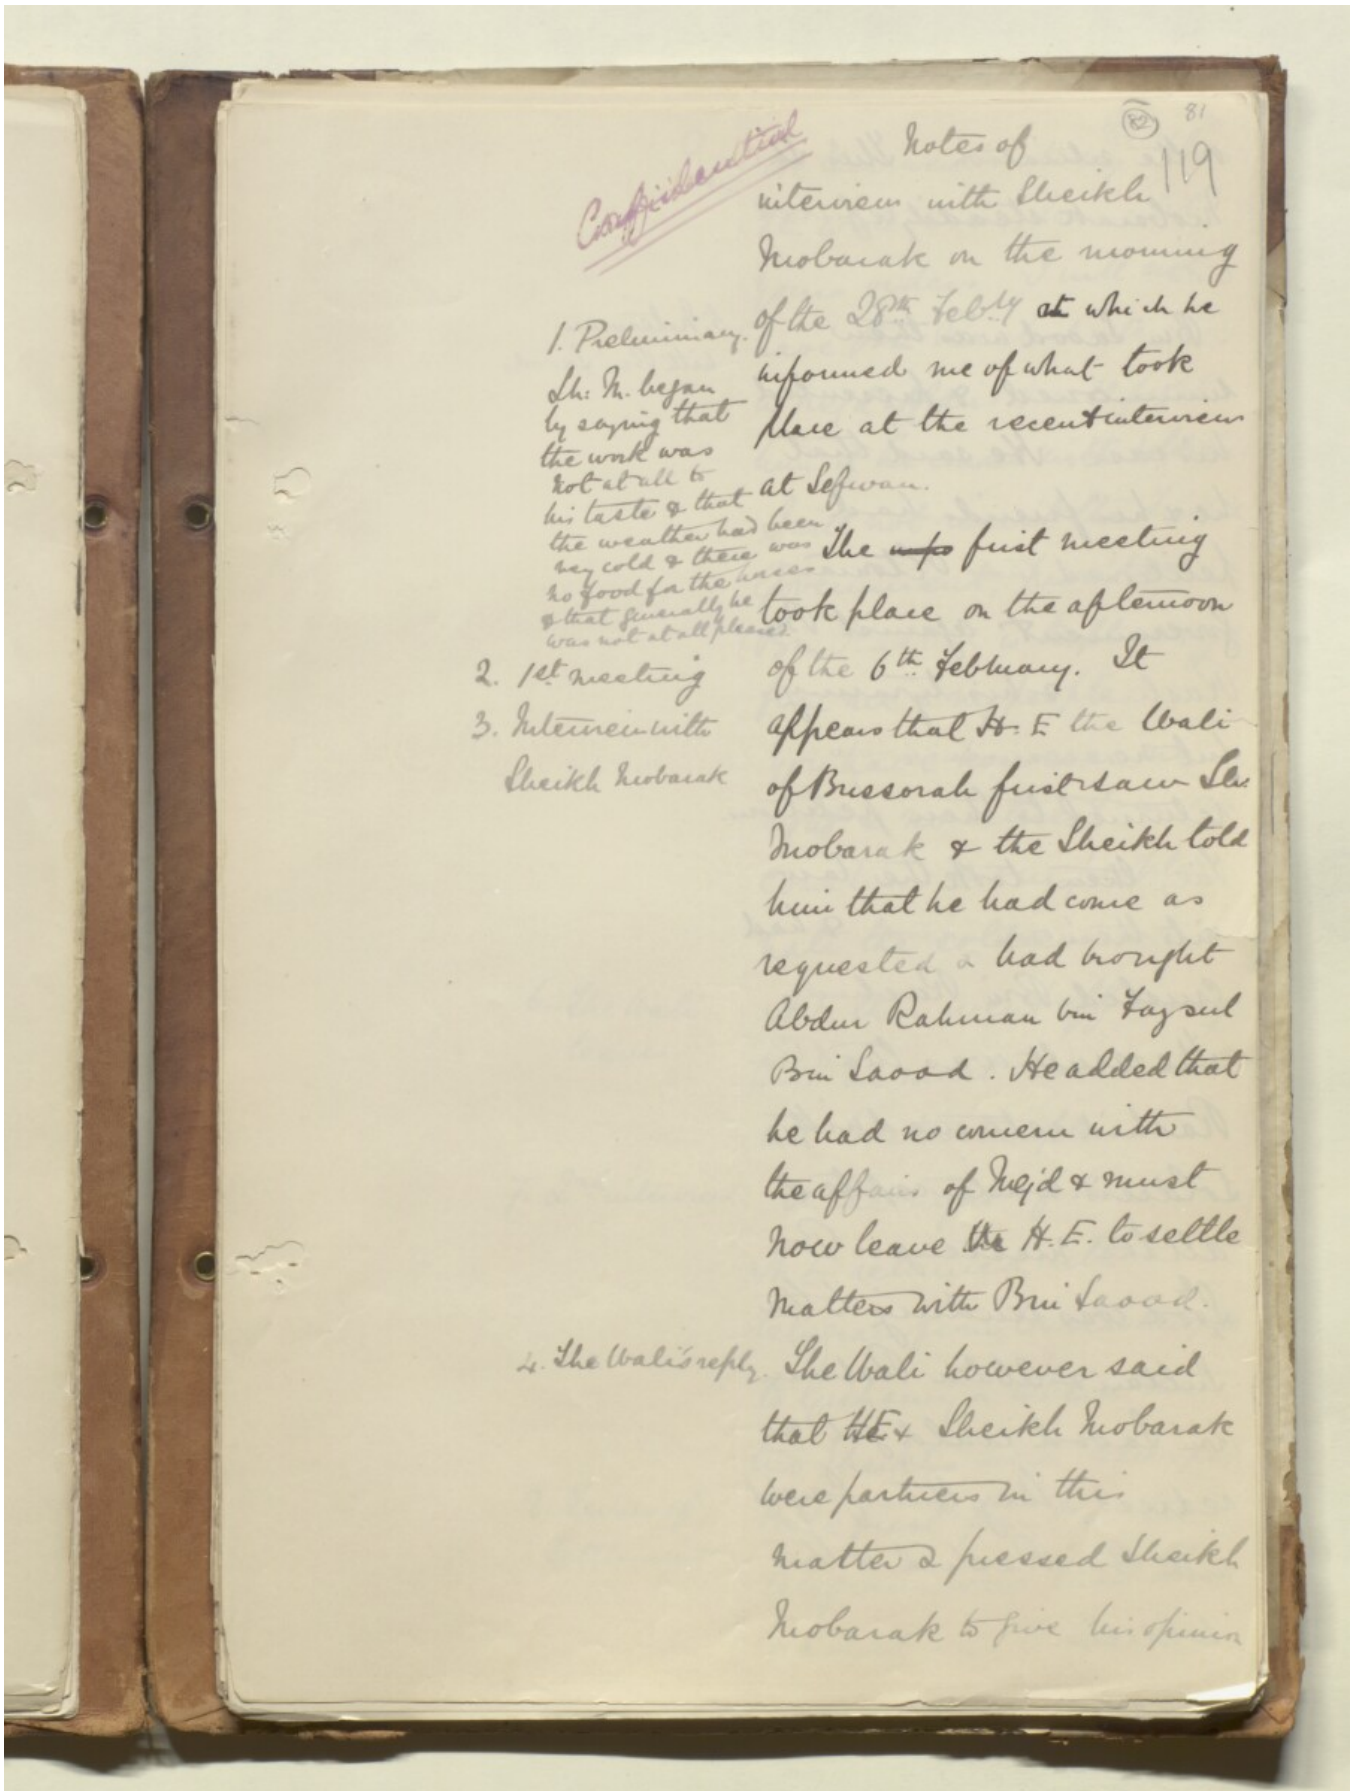 82
81
119
Confidential
Notes of
interview with Sheikh
Mobarak on the morning
of the 28th Feb:ly at which he
informed me of what took
place at the recent interview
at Sefwan.
1. Preliminary.
Sh: M. began
by saying that
the work was
not at all to
his taste & that
the weather had been
very cold & there was
no food for the horses
& that generally he
was not at all pleased.
The first meeting
took place on the afternoon
2. 1st meeting
of the 6th February. It
3. Interview with
Sheikh Mobarak
appears that H. E the Wali
of Bussorah first saw Sh:
Mobarak & the Sheikh told
him that he had come as
requested & had brought
Abdur Rahman bin Faysul
Bin Saood. He added that
he had no concern with
the affairs of Nejd & must
now leave H. E. to settle
matters with Bin Saood.
4. The Wali's reply.
The Wali however said
that H.E. & Sheikh Mobarak
were partners in this
matter & pressed Sheikh
Mobarak to give his opinion